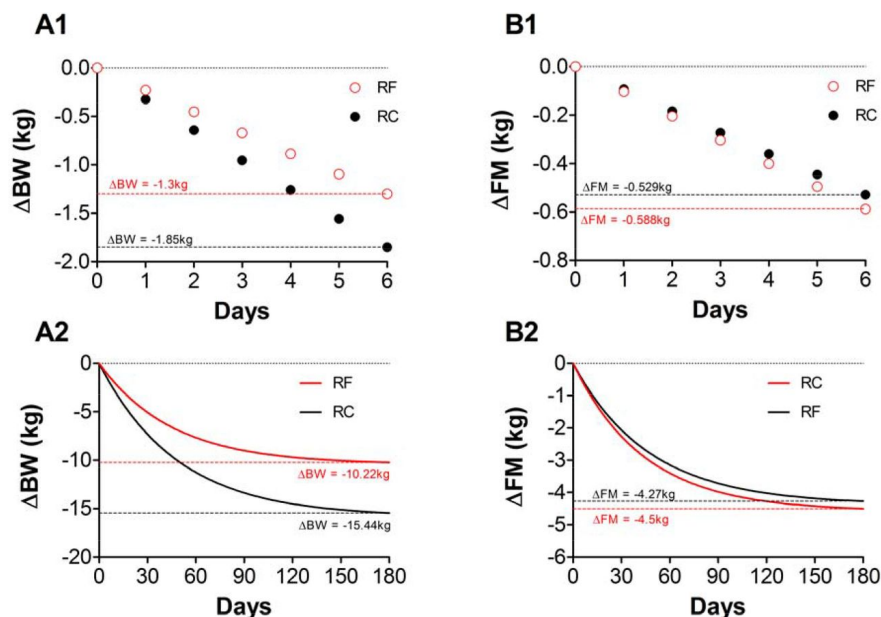 A1
ΔBW (kg)
0.0
-0.5
-1.0
-1.5
-2.0
RF
RC
ΔBW = -1.3kg
ΔBW = -1.85kg
0 1 2 3 4 5 6
Days
B1
ΔFM (kg)
0.0
-0.2
-0.4
-0.6
-0.8
RF
RC
ΔFM = -0.529kg
ΔFM = -0.588kg
0 1 2 3 4 5 6
Days
A2
ΔBW (kg)
0
-5
-10
-15
-20
RF
RC
ΔBW = -10.22kg
ΔBW = -15.44kg
0 30 60 90 120 150 180
Days
B2
ΔFM (kg)
0
-1
-2
-3
-4
-5
-6
RC
RF
ΔFM = -4.27kg
ΔFM = -4.5kg
0 30 60 90 120 150 180
Days